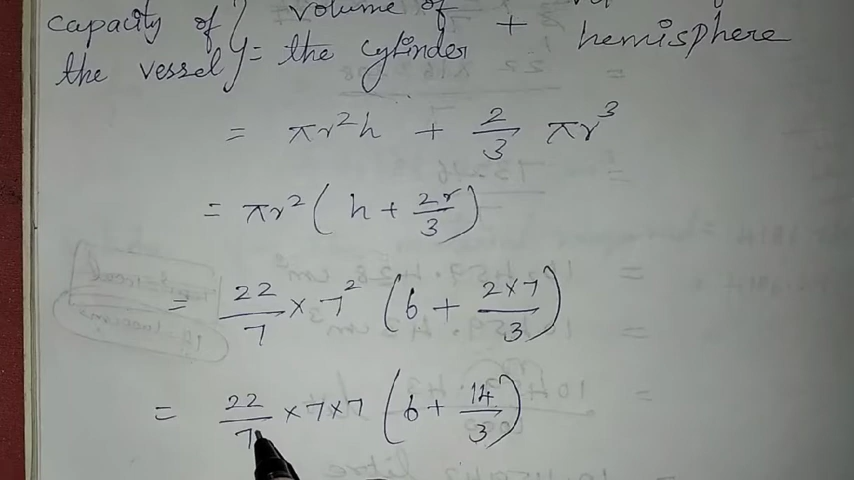 capacity of } volume of
the vessel } = the cylinder + hemisphere
= πr²h + 2/3 πr³
= πr² ( h + 2r/3 )
= 22/7 × 7² ( 6 + 2×7/3 )
= 22/7 × 7 × 7 ( 6 + 14/3 )